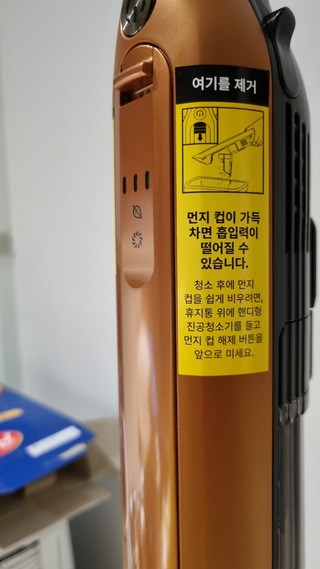 여기를 제거
먼지 컵이 가득
차면 흡입력이
떨어질 수
있습니다.
청소 후에 먼지
컵을 쉽게 비우려면,
휴지통 위에 핸디형
진공청소기를 들고
먼지 컵 해제 버튼을
앞으로 미세요.